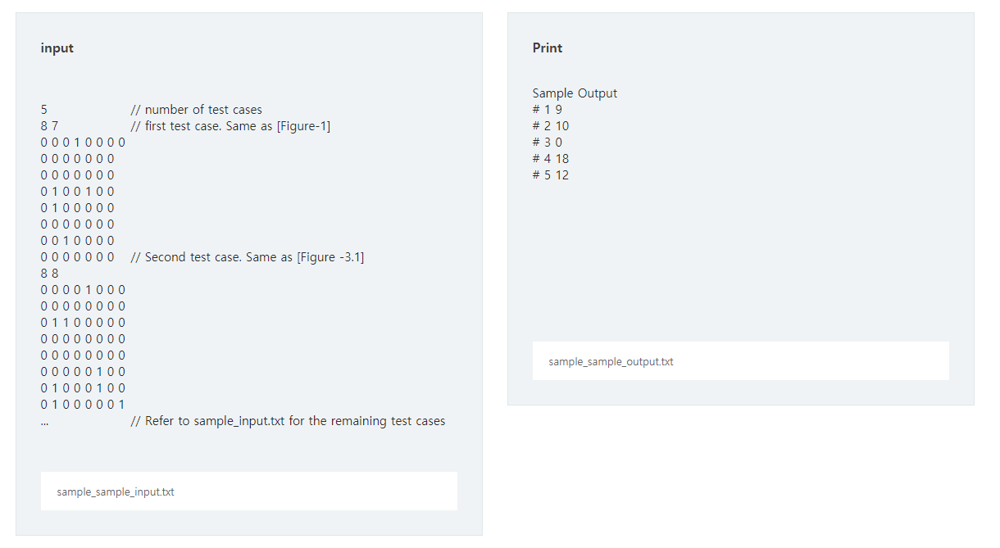 input
5 // number of test cases
8 7 // first test case. Same as [Figure-1]
0 0 0 1 0 0 0 0
0 0 0 0 0 0 0
0 0 0 0 0 0 0
0 1 0 0 1 0 0
0 1 0 0 0 0 0
0 0 0 0 0 0 0
0 0 1 0 0 0 0
0 0 0 0 0 0 0 // Second test case. Same as [Figure -3.1]
8 8
0 0 0 0 1 0 0 0
0 0 0 0 0 0 0 0
0 1 1 0 0 0 0 0
0 0 0 0 0 0 0 0
0 0 0 0 0 0 0 0
0 0 0 0 0 1 0 0
0 1 0 0 0 1 0 0
0 1 0 0 0 0 0 1
... // Refer to sample_input.txt for the remaining test cases
sample_sample_input.txt
Print
Sample Output
# 1 9
# 2 10
# 3 0
# 4 18
# 5 12
sample_sample_output.txt